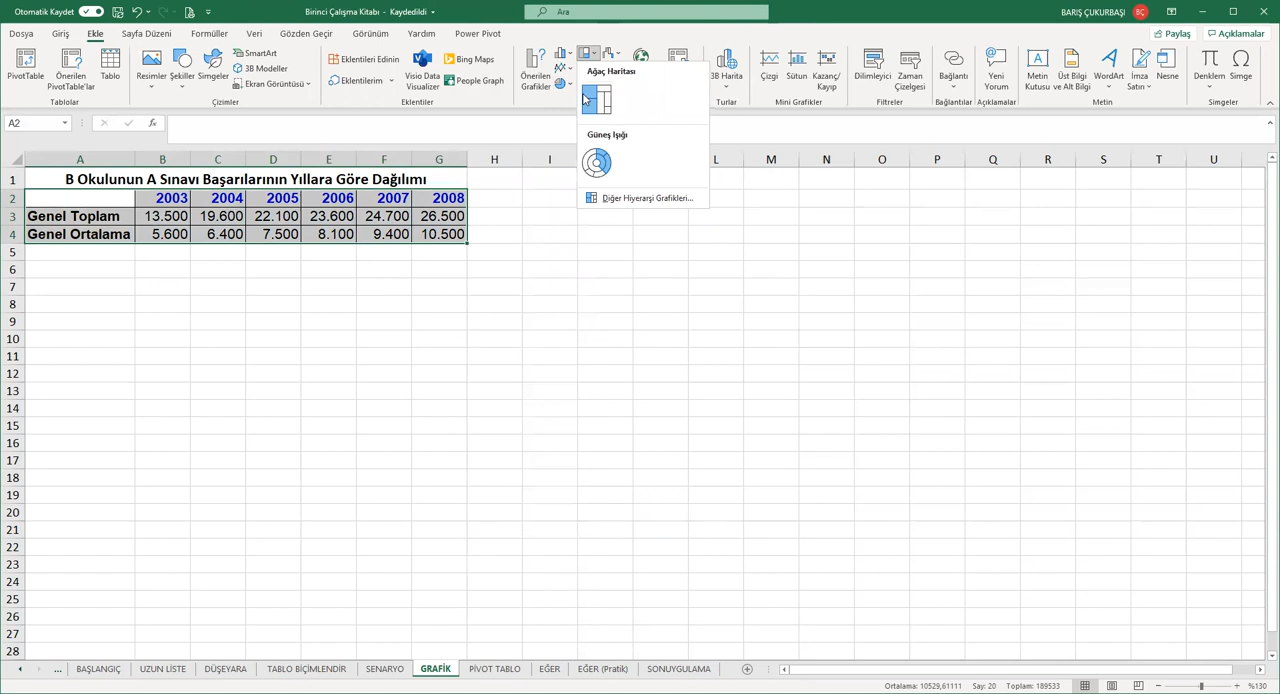 Otomatik Kaydet
Birinci Çalışma Kitabı - Kaydedildi
Ara
BARIŞ ÇUKURBAŞI
BÇ
Dosya Giriş Ekle Sayfa Düzeni Formüller Veri Gözden Geçir Görünüm Yardım Power Pivot
Paylaş Açıklamalar
PivotTable
Önerilen PivotTable'lar
Tablo
Tablolar
Resimler
Şekiller
Simgeler
SmartArt
3B Modeller
Ekran Görüntüsü
Çizimler
Eklentileri Edinin
Eklentilerim
Visio Data Visualizer
Bing Maps
People Graph
Eklentiler
Önerilen Grafikler
3B Harita
Turlar
Çizgi
Sütun
Kazanç/ Kayıp
Mini Grafikler
Dilimleyici
Zaman Çizelgesi
Filtreler
Bağlantı
Bağlantılar
Yeni Yorum
Açıklamalar
Metin Kutusu
Üst Bilgi ve Alt Bilgi
WordArt
İmza Satırı
Nesne
Metin
Denklem
Simge
Simgeler
Ağaç Haritası
Güneş Işığı
Diğer Hiyerarşi Grafikleri...
A2
fx
A B C D E F G H I L M N O P Q R S T U
1 B Okulunun A Sınavı Başarılarının Yıllara Göre Dağılımı
2 2003 2004 2005 2006 2007 2008
3 Genel Toplam 13.500 19.600 22.100 23.600 24.700 26.500
4 Genel Ortalama 5.600 6.400 7.500 8.100 9.400 10.500
5
6
7
8
9
10
11
12
13
14
15
16
17
18
19
20
21
22
23
24
25
26
27
28
... BAŞLANGIÇ UZUN LİSTE DÜŞEYARA TABLO BİÇİMLENDİR SENARYO GRAFİK PİVOT TABLO EĞER EĞER (Pratik) SONUYGULAMA
Ortalama: 10529,61111 Say: 20 Toplam: 189533 %130